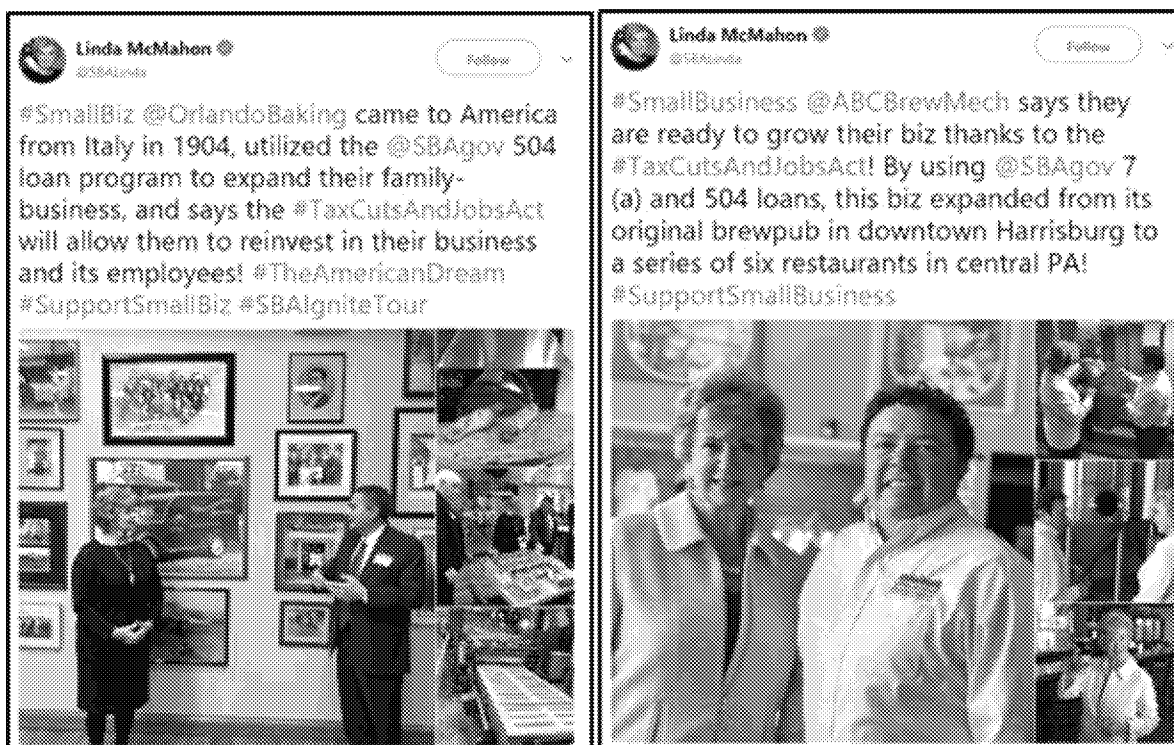 Linda McMahon
@SBALinda
Follow
#SmallBiz @OrlandoBaking came to America
from Italy in 1904, utilized the @SBAgov 504
loan program to expand their family-
business, and says the #TaxCutsAndJobsAct
will allow them to reinvest in their business
and its employees! #TheAmericanDream
#SupportSmallBiz #SBAIgniteTour
Linda McMahon
@SBALinda
Follow
#SmallBusiness @ABCBrewMech says they
are ready to grow their biz thanks to the
#TaxCutsAndJobsAct! By using @SBAgov 7
(a) and 504 loans, this biz expanded from its
original brewpub in downtown Harrisburg to
a series of six restaurants in central PA!
#SupportSmallBusiness